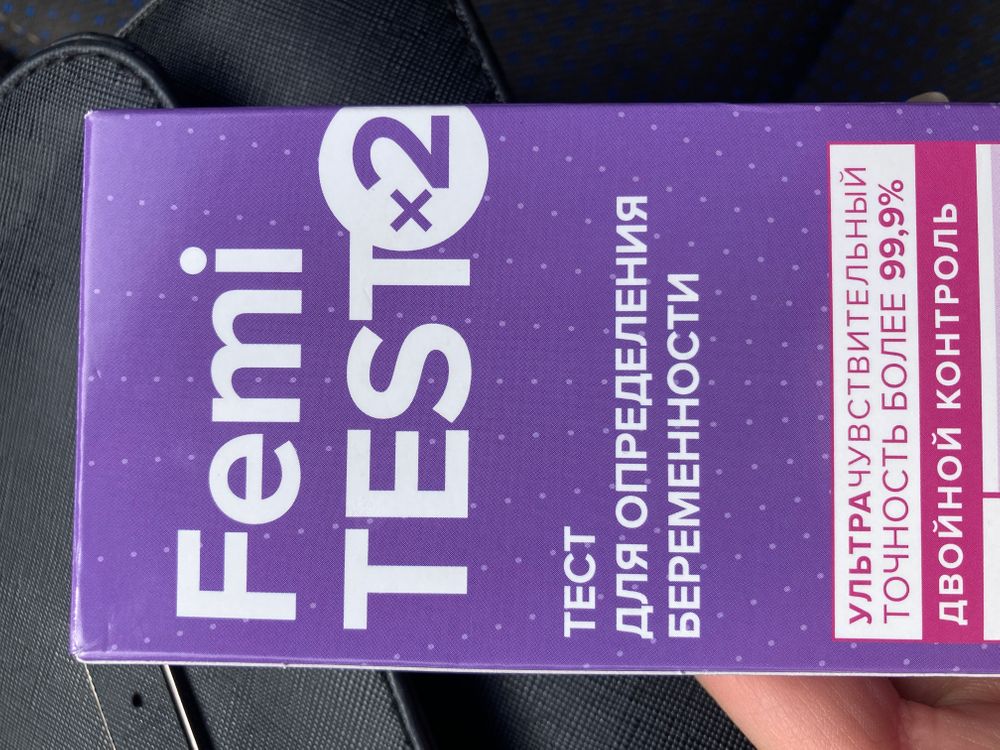 Femi
TEST×2
ТЕСТ
ДЛЯ ОПРЕДЕЛЕНИЯ
БЕРЕМЕННОСТИ
УЛЬТРАЧУВСТВИТЕЛЬНЫЙ
ТОЧНОСТЬ БОЛЕЕ 99,9%
ДВОЙНОЙ КОНТРОЛЬ